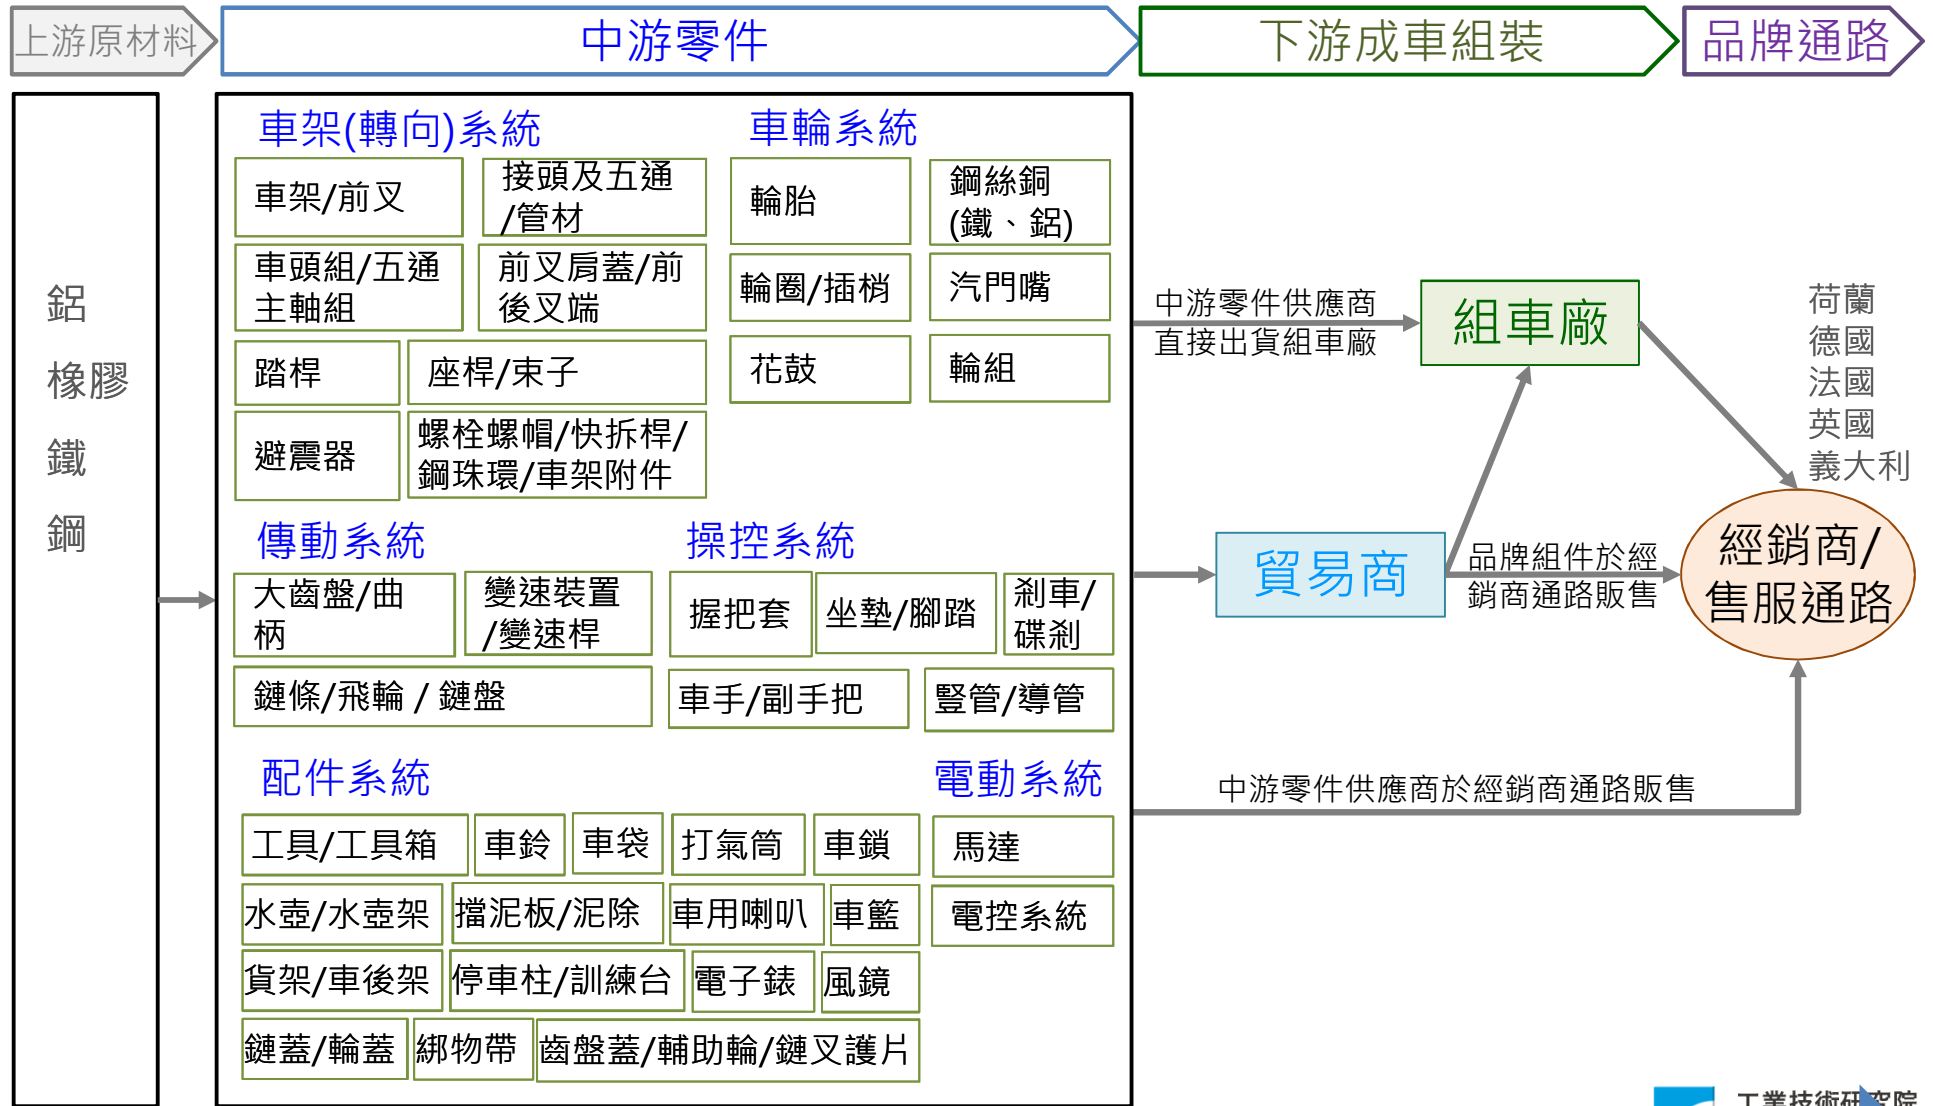 上游原材料
中游零件
下游成車組裝
品牌通路
鋁
橡膠
鐵
鋼
車架(轉向)系統
車架/前叉
接頭及五通
/管材
車頭組/五通
主軸組
前叉肩蓋/前
後叉端
踏桿
座桿/束子
避震器
螺栓螺帽/快拆桿/
鋼珠環/車架附件
車輪系統
輪胎
鋼絲銅
(鐵、鋁)
輪圈/插梢
汽門嘴
花鼓
輪組
傳動系統
大齒盤/曲
柄
變速裝置
/變速桿
鏈條/飛輪 / 鏈盤
操控系統
握把套
坐墊/腳踏
剎車/
碟剎
車手/副手把
豎管/導管
配件系統
工具/工具箱
車鈴
車袋
打氣筒
車鎖
水壺/水壺架
擋泥板/泥除
車用喇叭
車籃
貨架/車後架
停車柱/訓練台
電子錶
風鏡
鏈蓋/輪蓋
綁物帶
齒盤蓋/輔助輪/鏈叉護片
電動系統
馬達
電控系統
中游零件供應商
直接出貨組車廠
組車廠
荷蘭
德國
法國
英國
義大利
貿易商
品牌組件於經
銷商通路販售
經銷商/
售服通路
中游零件供應商於經銷商通路販售
工業技術研究院